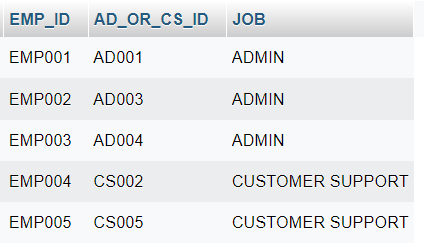 EMP_ID AD_OR_CS_ID JOB
EMP001 AD001 ADMIN
EMP002 AD003 ADMIN
EMP003 AD004 ADMIN
EMP004 CS002 CUSTOMER SUPPORT
EMP005 CS005 CUSTOMER SUPPORT